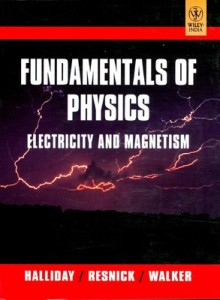 WILEY-
INDIA
FUNDAMENTALS OF
PHYSICS
ELECTRICITY AND MAGNETISM
HALLIDAY / RESNICK / WALKER